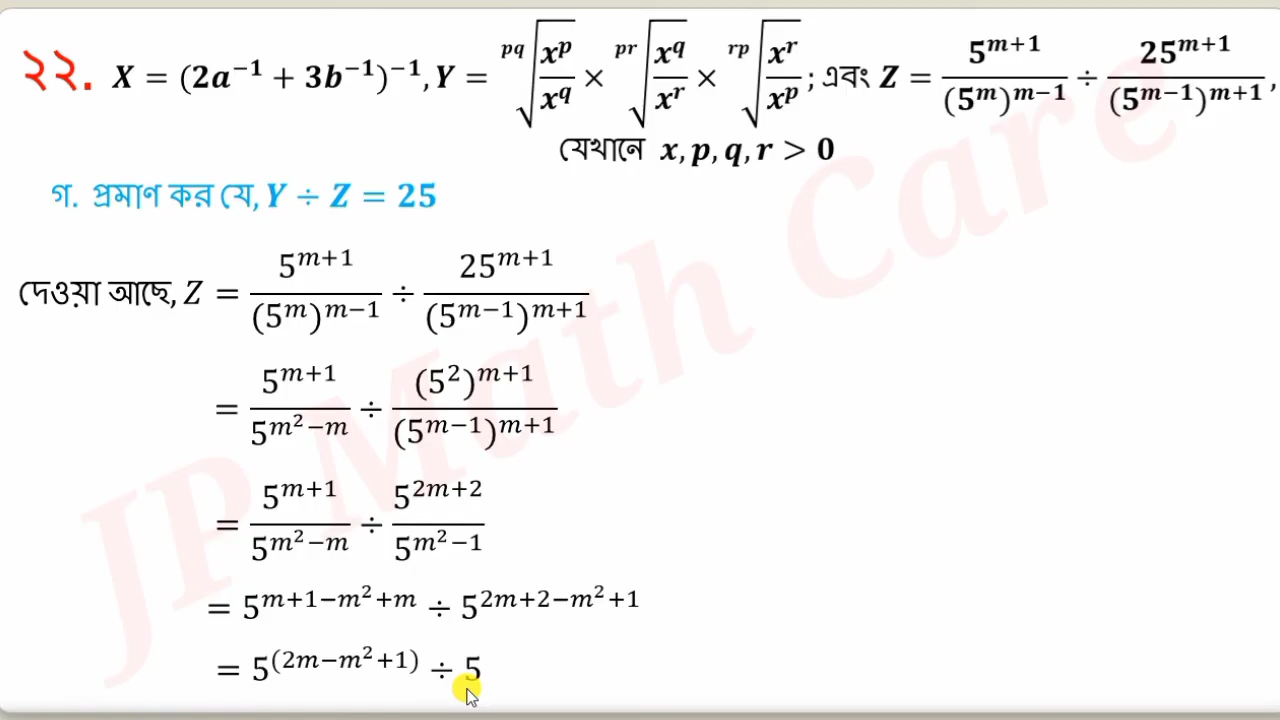 ২২. X = (2a⁻¹ + 3b⁻¹)⁻¹, Y = \sqrt[pq]{\frac{x^p}{x^q}} × \sqrt[pr]{\frac{x^q}{x^r}} × \sqrt[rp]{\frac{x^r}{x^p}}; এবং Z = \frac{5^{m+1}}{(5^m)^{m-1}} ÷ \frac{25^{m+1}}{(5^{m-1})^{m+1}},
যেখানে x, p, q, r > 0
গ. প্রমাণ কর যে, Y ÷ Z = 25
দেওয়া আছে, Z = \frac{5^{m+1}}{(5^m)^{m-1}} ÷ \frac{25^{m+1}}{(5^{m-1})^{m+1}}
= \frac{5^{m+1}}{5^{m^2-m}} ÷ \frac{(5^2)^{m+1}}{(5^{m-1})^{m+1}}
= \frac{5^{m+1}}{5^{m^2-m}} ÷ \frac{5^{2m+2}}{5^{m^2-1}}
= 5^{m+1-m^2+m} ÷ 5^{2m+2-m^2+1}
= 5^{(2m-m^2+1)} ÷ 5
JP Math Care